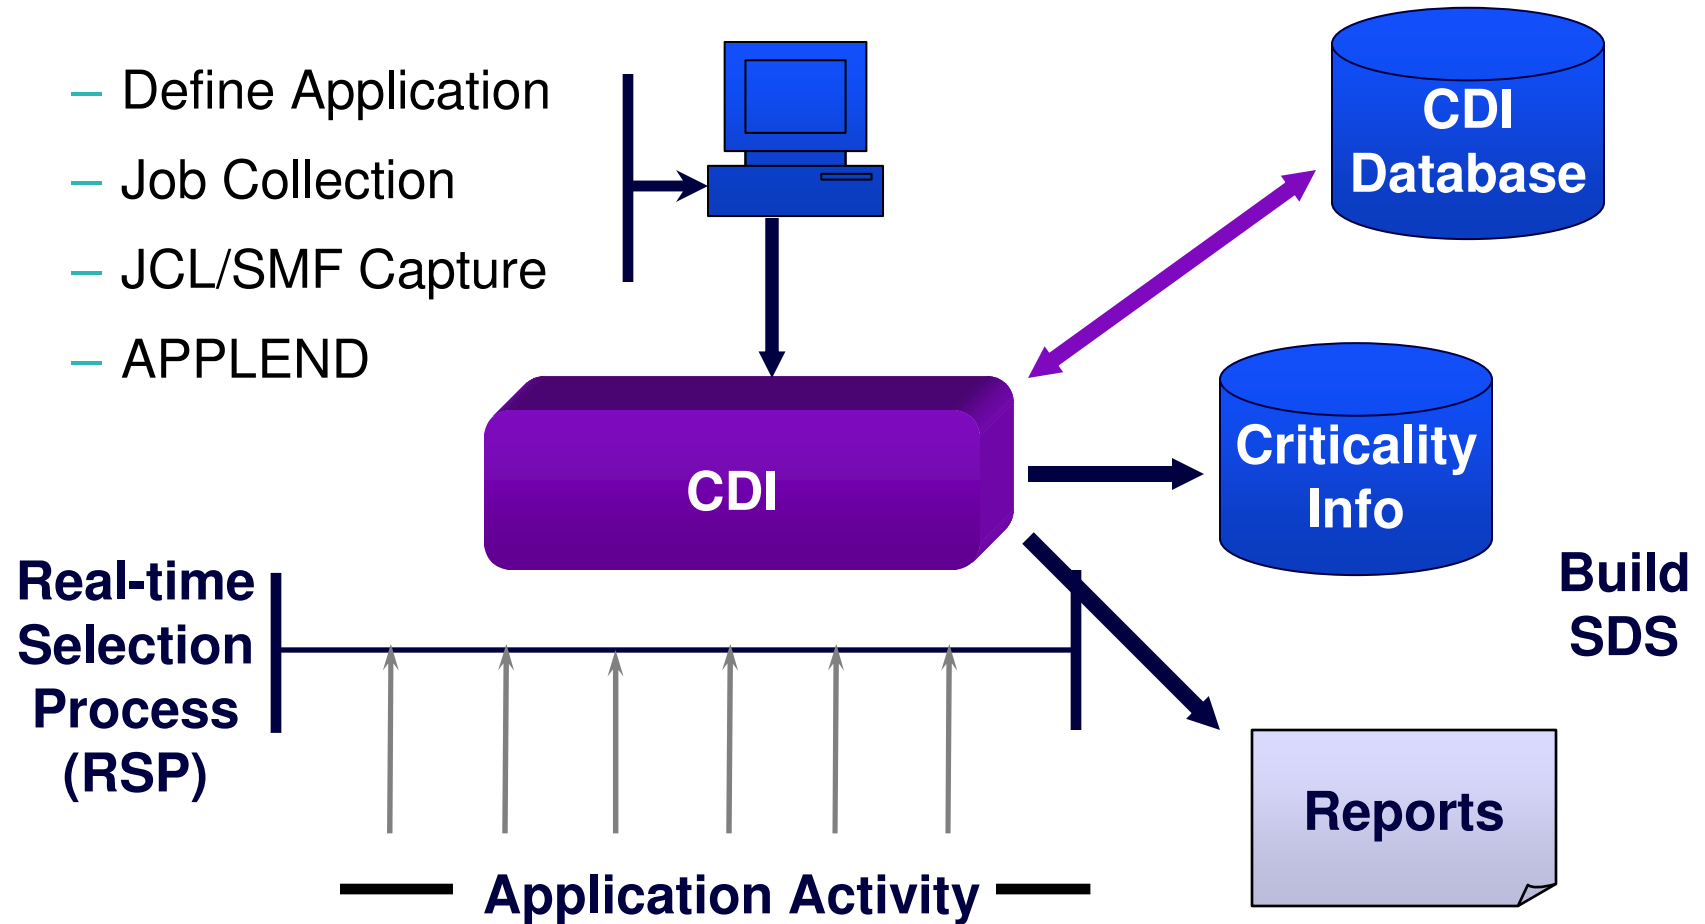 – Define Application
– Job Collection
– JCL/SMF Capture
– APPLEND
CDI
Database
CDI
Criticality
Info
Real-time
Selection
Process
(RSP)
Build
SDS
Reports
Application Activity